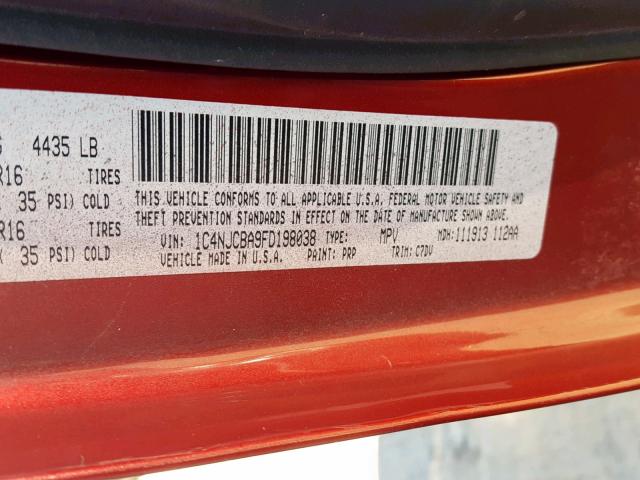 G 4435 LB
R16 TIRES
35 PSI) COLD
R16 TIRES
( 35 PSI) COLD
THIS VEHICLE CONFORMS TO ALL APPLICABLE U.S.A. FEDERAL MOTOR VEHICLE SAFETY AND
THEFT PREVENTION STANDARDS IN EFFECT ON THE DATE OF MANUFACTURE SHOWN ABOVE.
VIN: 1C4NJCBA9FD198038 TYPE: MPV MDH: 111913 112AA
VEHICLE MADE IN U.S.A. PAINT: PRP TRIM: C7DV